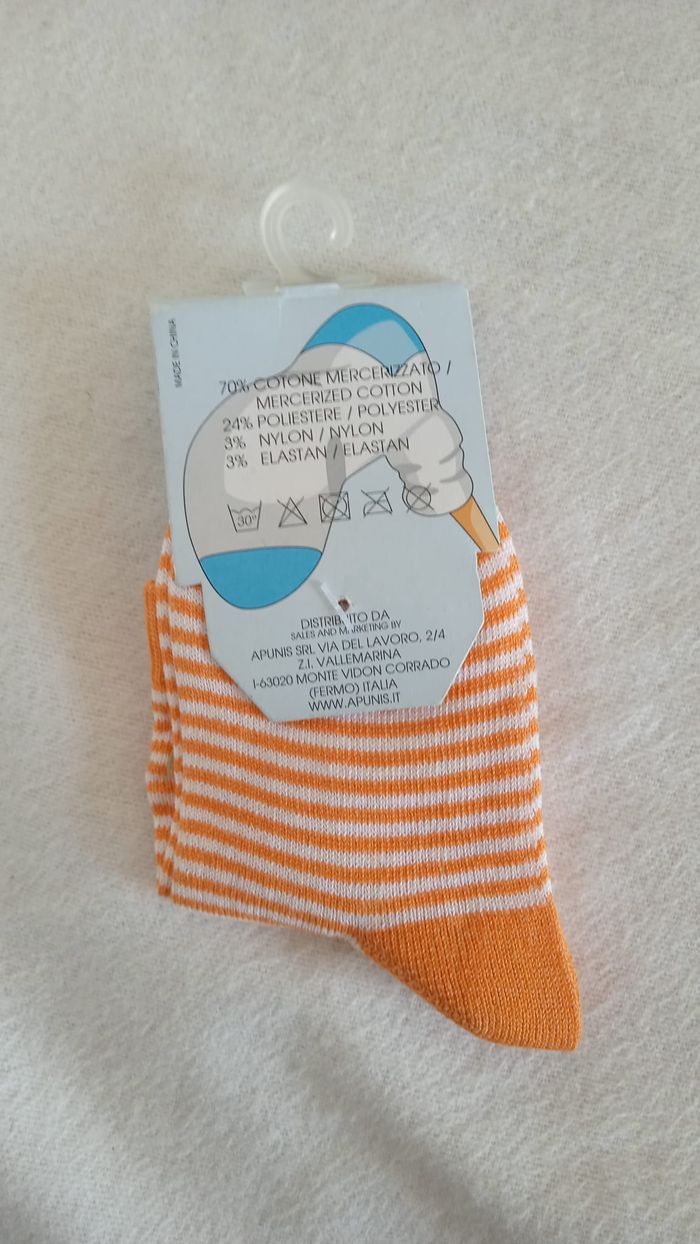 MADE IN CHINA
70% COTONE MERCERIZZATO /
MERCERIZED COTTON
24% POLIESTERE / POLYESTER
3% NYLON / NYLON
3% ELASTAN / ELASTAN
30°
DISTRIBUITO DA
SALES AND MARKETING BY
APUNIS SRL VIA DEL LAVORO, 2/4
Z.I. VALLEMARINA
I-63020 MONTE VIDON CORRADO
(FERMO) ITALIA
WWW.APUNIS.IT